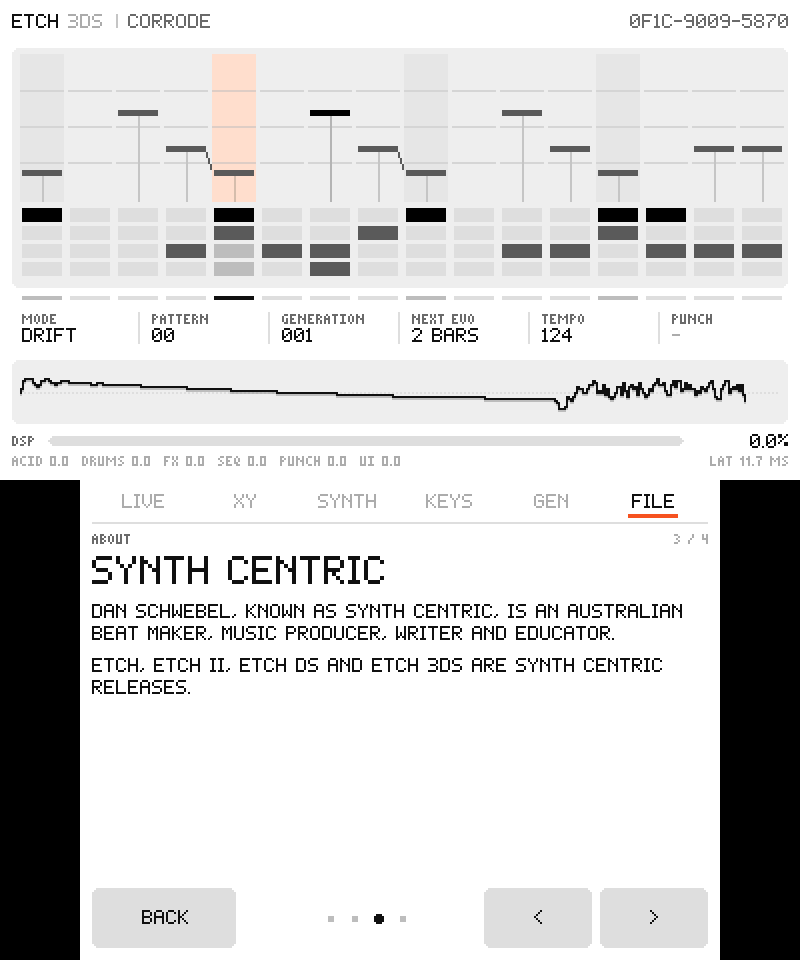 ETCH 3DS | CORRODE 0F1C-9009-5870
MODE PATTERN GENERATION NEXT EVO TEMPO PUNCH
DRIFT 00 001 2 BARS 124 -
DSP 0.0%
ACID 0.0 DRUMS 0.0 FX 0.0 SEQ 0.0 PUNCH 0.0 UI 0.0 LAT 11.7 MS
LIVE XY SYNTH KEYS GEN FILE
ABOUT 3 / 4
SYNTH CENTRIC
DAN SCHWEBEL, KNOWN AS SYNTH CENTRIC, IS AN AUSTRALIAN
BEAT MAKER, MUSIC PRODUCER, WRITER AND EDUCATOR.
ETCH, ETCH II, ETCH DS AND ETCH 3DS ARE SYNTH CENTRIC
RELEASES.
BACK < >